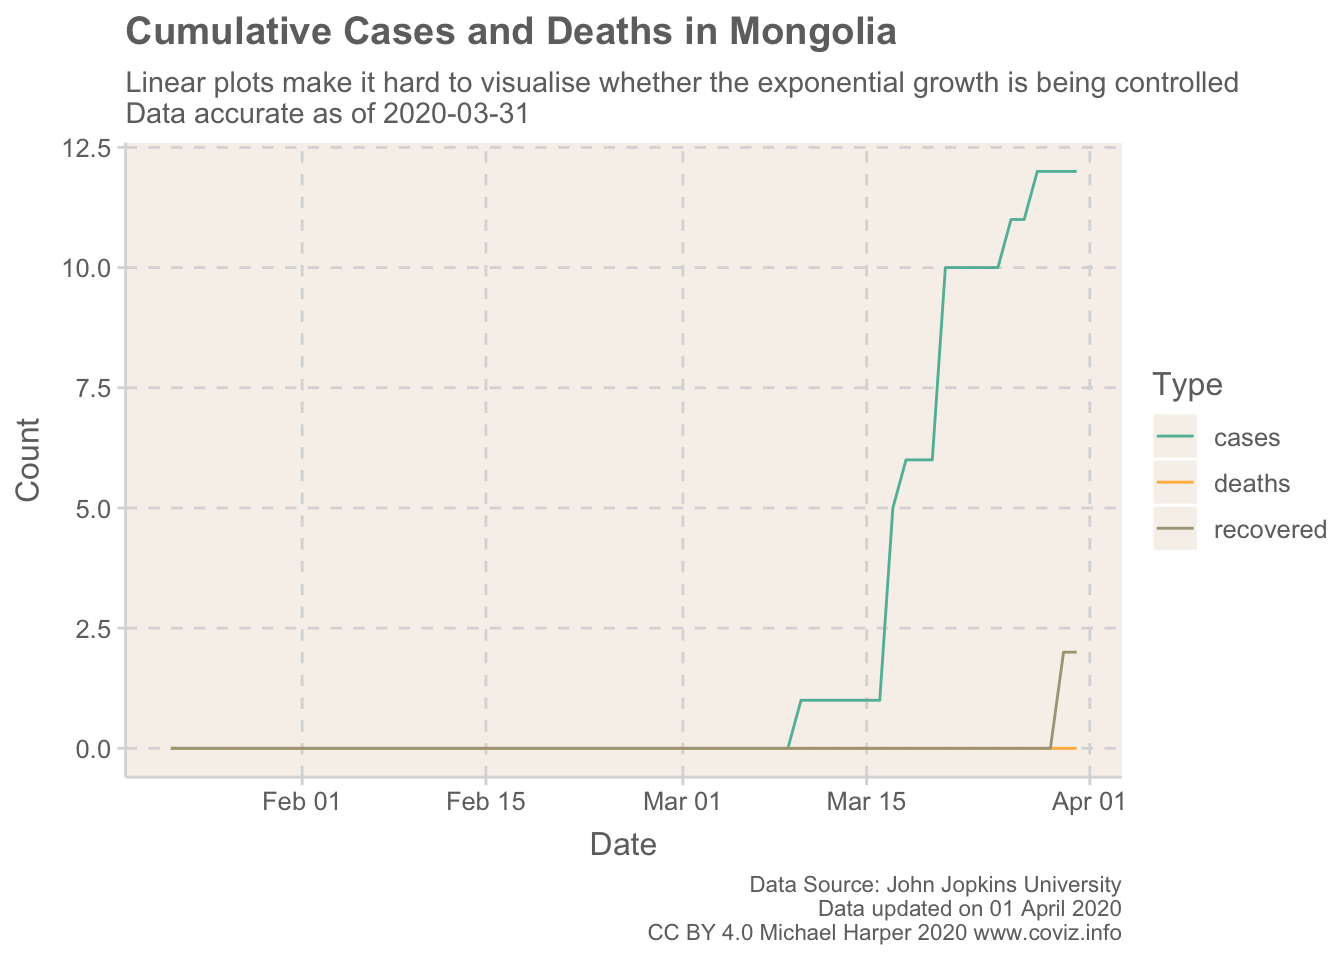 Cumulative Cases and Deaths in Mongolia
Linear plots make it hard to visualise whether the exponential growth is being controlled
Data accurate as of 2020-03-31
12.5
10.0
7.5
5.0
2.5
0.0
Count
Feb 01
Feb 15
Mar 01
Mar 15
Apr 01
Date
Type
cases
deaths
recovered
Data Source: John Jopkins University
Data updated on 01 April 2020
CC BY 4.0 Michael Harper 2020 www.coviz.info